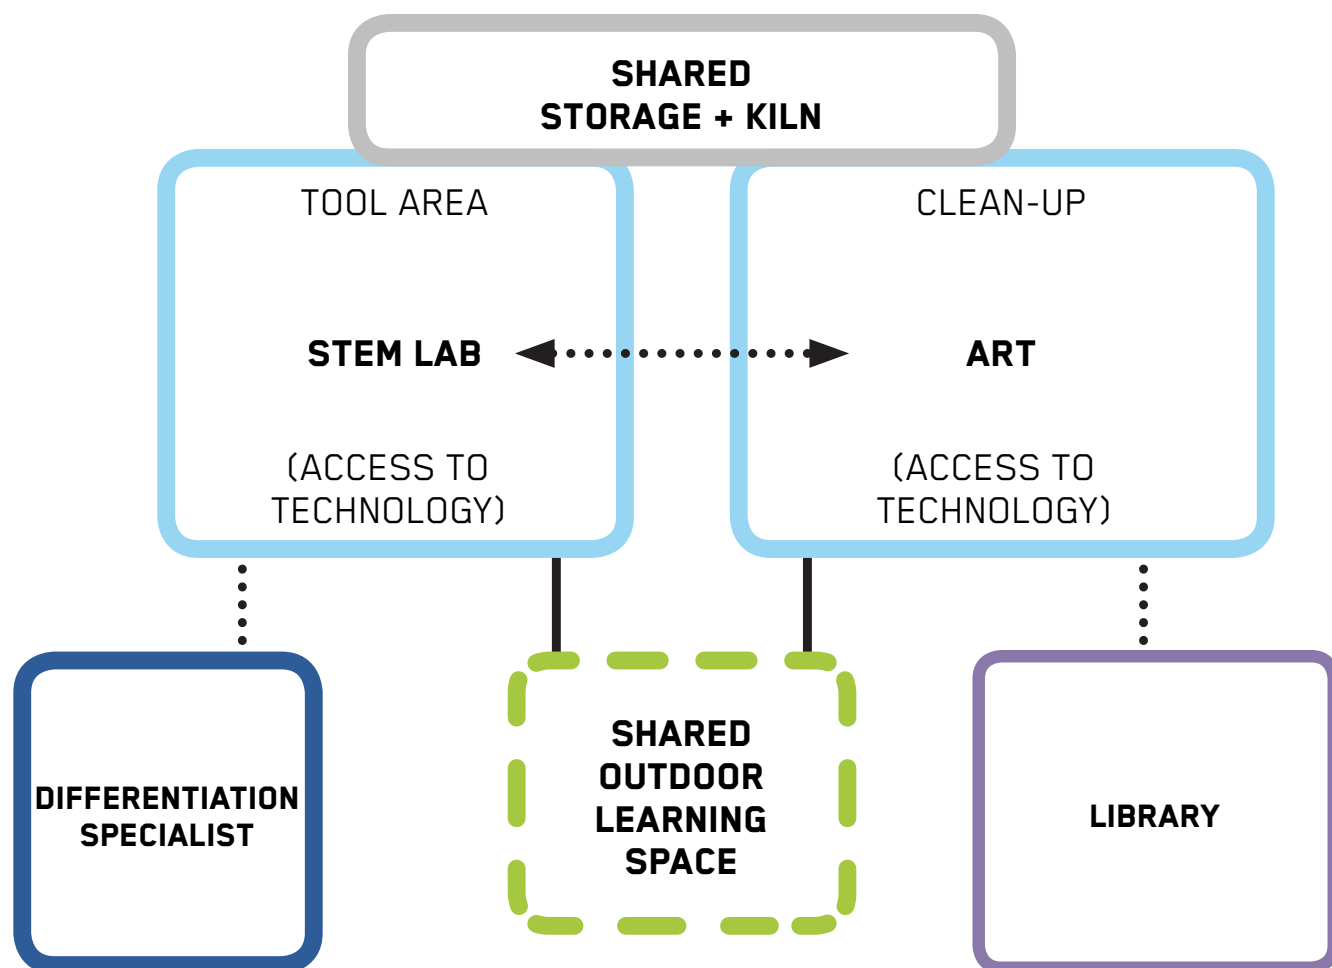 SHARED
STORAGE + KILN
TOOL AREA
CLEAN-UP
STEM LAB
ART
(ACCESS TO
TECHNOLOGY)
(ACCESS TO
TECHNOLOGY)
DIFFERENTIATION
SPECIALIST
SHARED
OUTDOOR
LEARNING
SPACE
LIBRARY